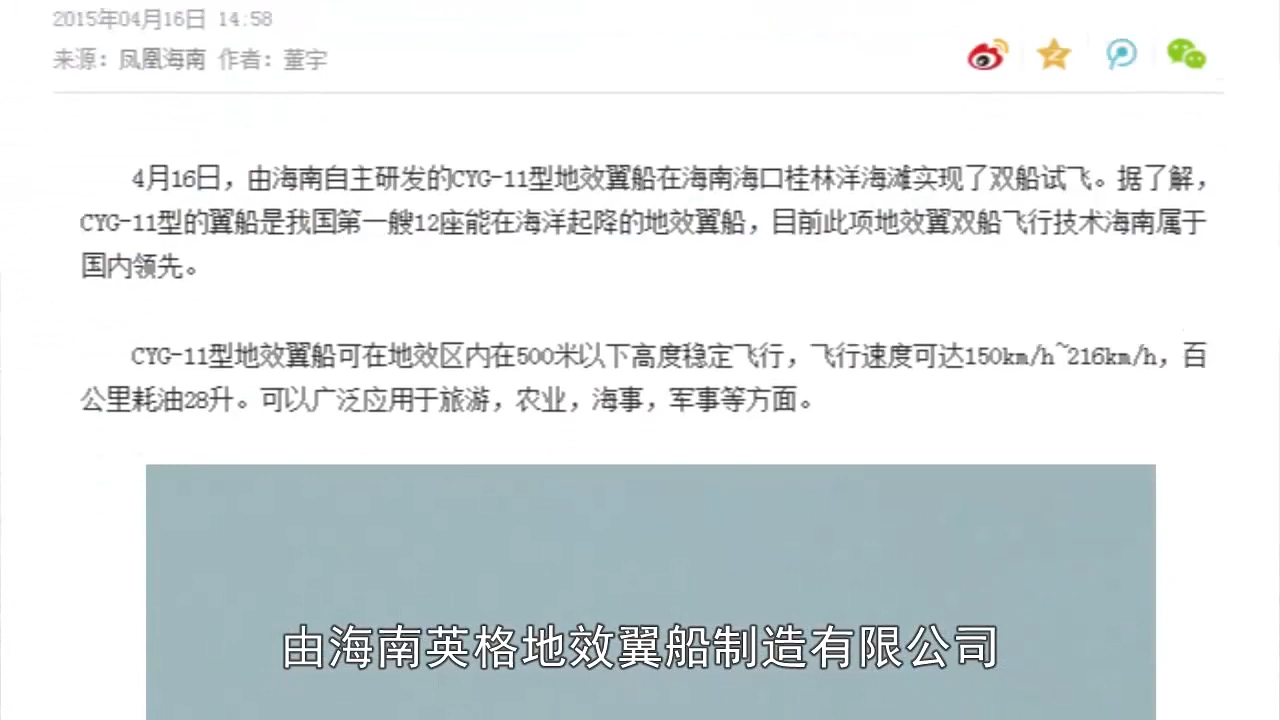 2015年04月16日 14:58
来源：凤凰海南 作者：董宇
4月16日，由海南自主研发的CYG-11型地效翼船在海南海口桂林洋海滩实现了双船试飞。据了解，
CYG-11型的翼船是我国第一艘12座能在海洋起降的地效翼船，目前此项地效翼双船飞行技术海南属于
国内领先。
CYG-11型地效翼船可在地效区内在500米以下高度稳定飞行，飞行速度可达150km/h~216km/h，百
公里耗油28升。可以广泛应用于旅游，农业，海事，军事等方面。
由海南英格地效翼船制造有限公司